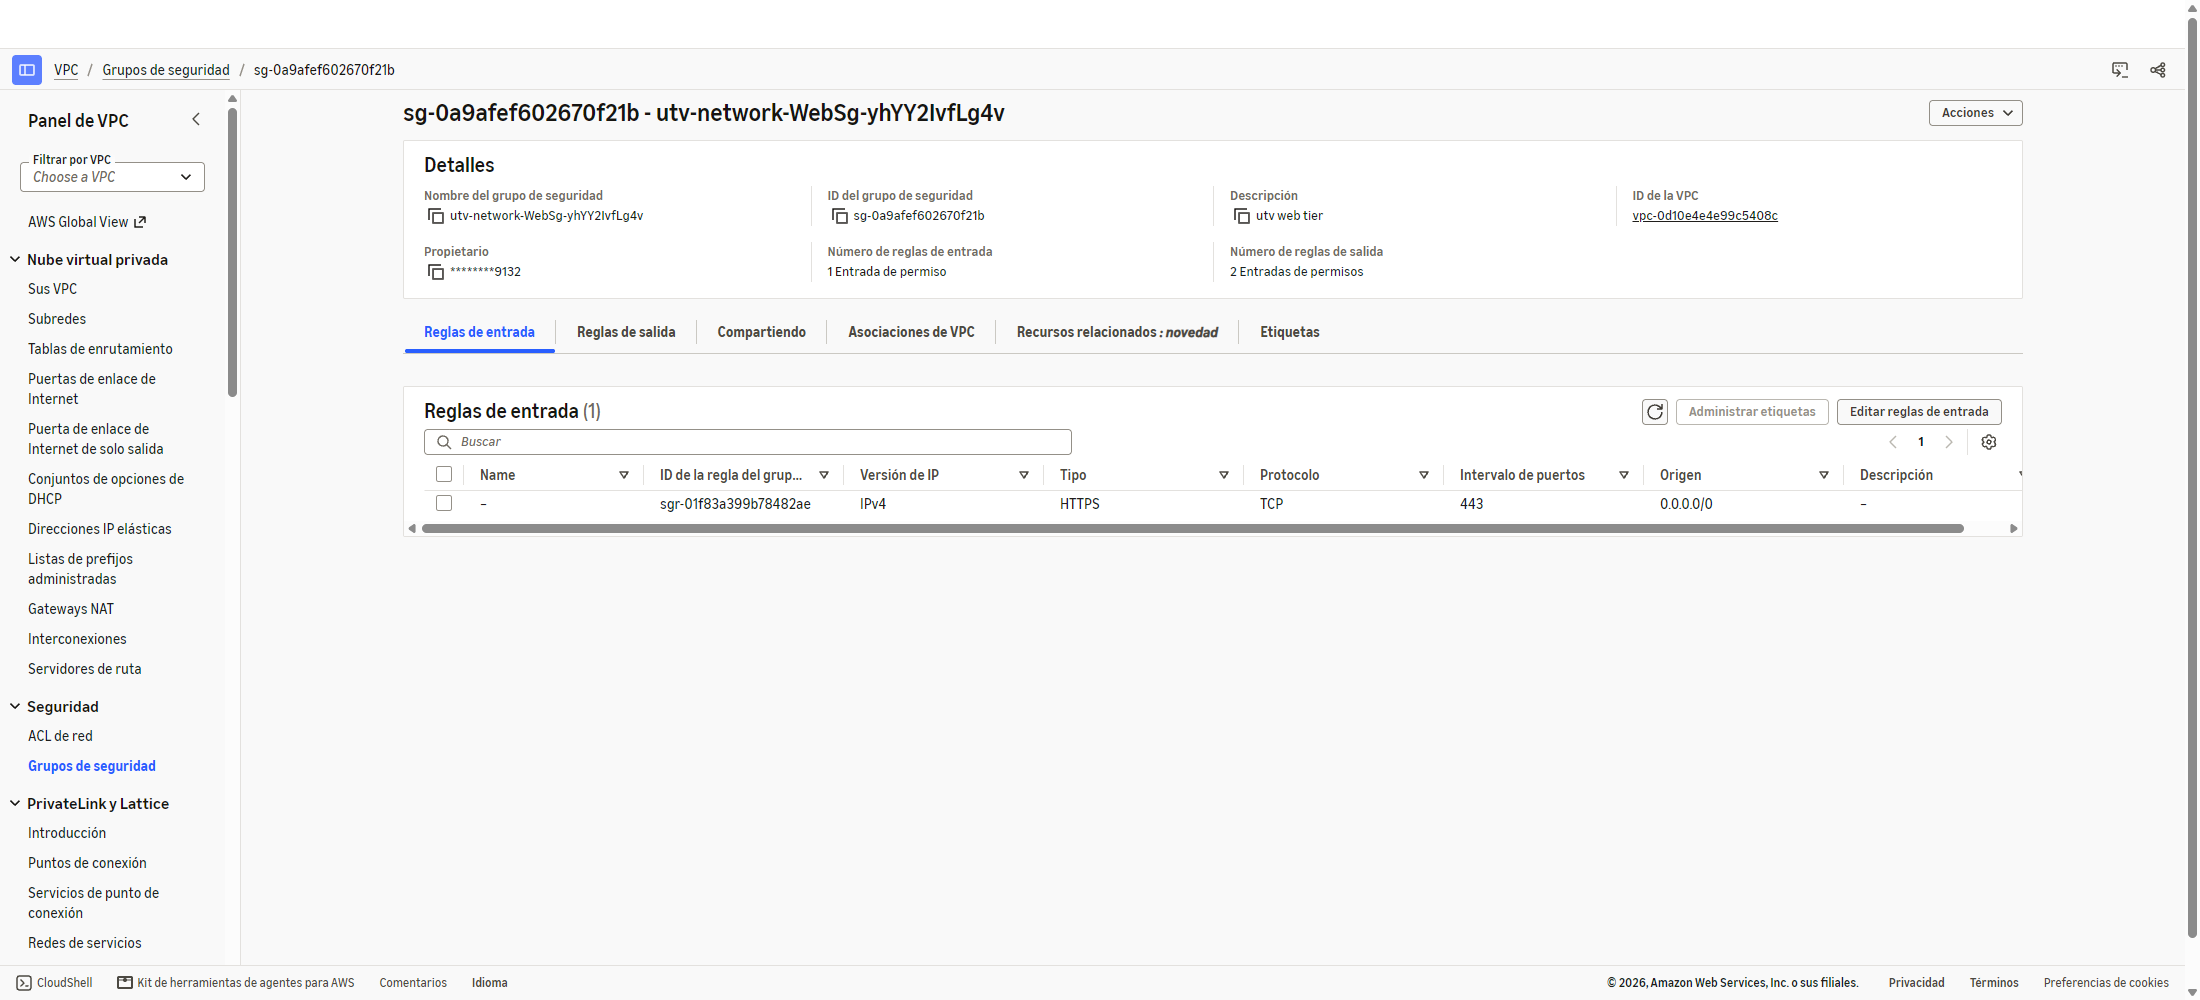 VPC / Grupos de seguridad / sg-0a9afef602670f21b
Panel de VPC
Filtrar por VPC
Choose a VPC
AWS Global View
Nube virtual privada
Sus VPC
Subredes
Tablas de enrutamiento
Puertas de enlace de
Internet
Puerta de enlace de
Internet de solo salida
Conjuntos de opciones de
DHCP
Direcciones IP elásticas
Listas de prefijos
administradas
Gateways NAT
Interconexiones
Servidores de ruta
Seguridad
ACL de red
Grupos de seguridad
PrivateLink y Lattice
Introducción
Puntos de conexión
Servicios de punto de
conexión
Redes de servicios
sg-0a9afef602670f21b - utv-network-WebSg-yhYY2IvfLg4v
Acciones
Detalles
Nombre del grupo de seguridad
utv-network-WebSg-yhYY2IvfLg4v
ID del grupo de seguridad
sg-0a9afef602670f21b
Descripción
utv web tier
ID de la VPC
vpc-0d10e4e4e99c5408c
Propietario
********9132
Número de reglas de entrada
1 Entrada de permiso
Número de reglas de salida
2 Entradas de permisos
Reglas de entrada Reglas de salida Compartiendo Asociaciones de VPC Recursos relacionados : novedad Etiquetas
Reglas de entrada (1)
Administrar etiquetas Editar reglas de entrada
Buscar
1
Name ID de la regla del grup... Versión de IP Tipo Protocolo Intervalo de puertos Origen Descripción
– sgr-01f83a399b78482ae IPv4 HTTPS TCP 443 0.0.0.0/0 –
CloudShell Kit de herramientas de agentes para AWS Comentarios Idioma © 2026, Amazon Web Services, Inc. o sus filiales. Privacidad Términos Preferencias de cookies